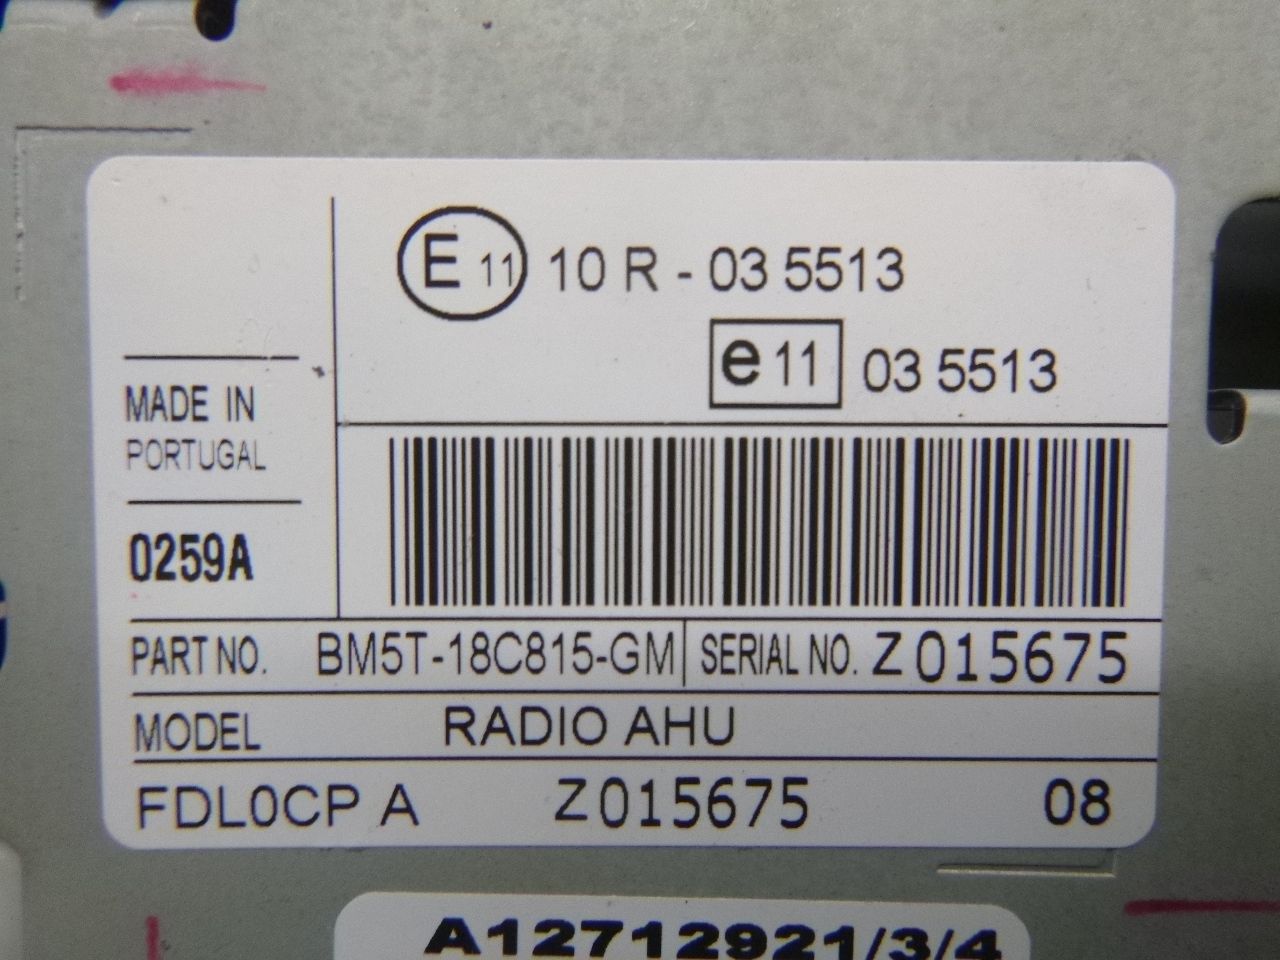 E 11 10 R - 03 5513
e 11 03 5513
MADE IN
PORTUGAL
0259A
PART NO. BM5T-18C815-GM SERIAL NO. Z015675
MODEL RADIO AHU
FDL0CP A Z015675 08
A12712921/3/4